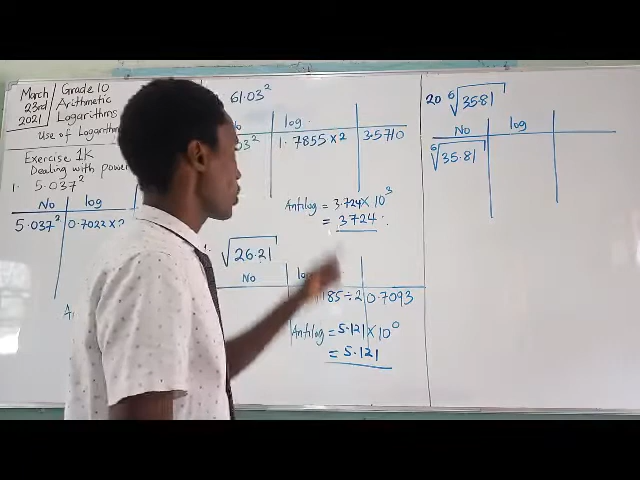 March 23rd 2021
Grade 10
Arithmetic
Logarithms
Use of Logarithm
Exercise 1K
Dealing with power
1. 5.037²
No log
5.037² 0.7022×2
61.03²
No log
03² 1.7855×2 3.5710
Antilog = 3.724×10³
= 3724
√26.21
No log
185÷2 0.7093
Antilog = 5.121×10⁰
= 5.121
20 ⁶√35.81
No log
⁶√35.81